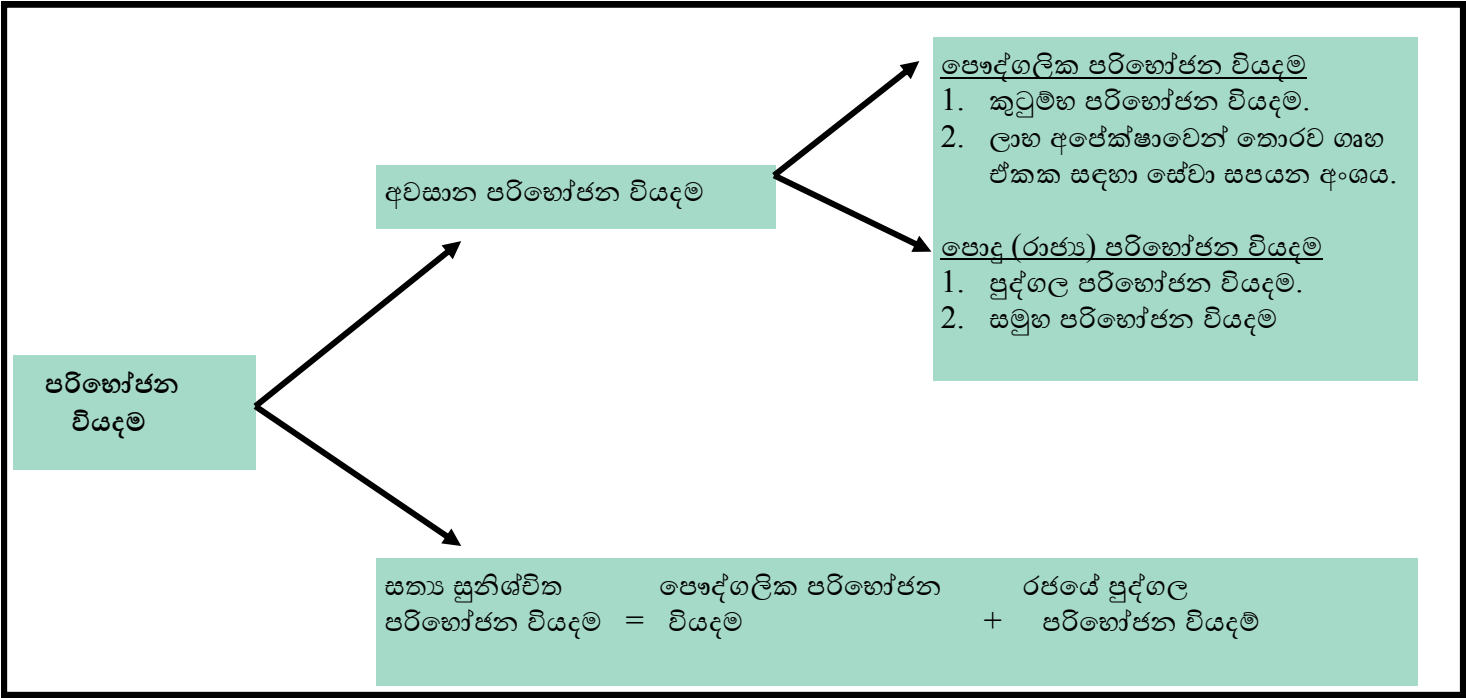 පෞද්ගලික පරිභෝජන වියදම
1. කුටුම්භ පරිභෝජන වියදම.
2. ලාභ අපේක්ෂාවෙන් තොරව ගෘහ
ඒකක සඳහා සේවා සපයන අංශය.
අවසාන පරිභෝජන වියදම
පොදු (රාජ්‍ය) පරිභෝජන වියදම
1. පුද්ගල පරිභෝජන වියදම.
2. සමුහ පරිභෝජන වියදම
පරිභෝජන
වියදම
සත්‍ය සුනිශ්චිත පෞද්ගලික පරිභෝජන රජයේ පුද්ගල
පරිභෝජන වියදම = වියදම + පරිභෝජන වියදම්